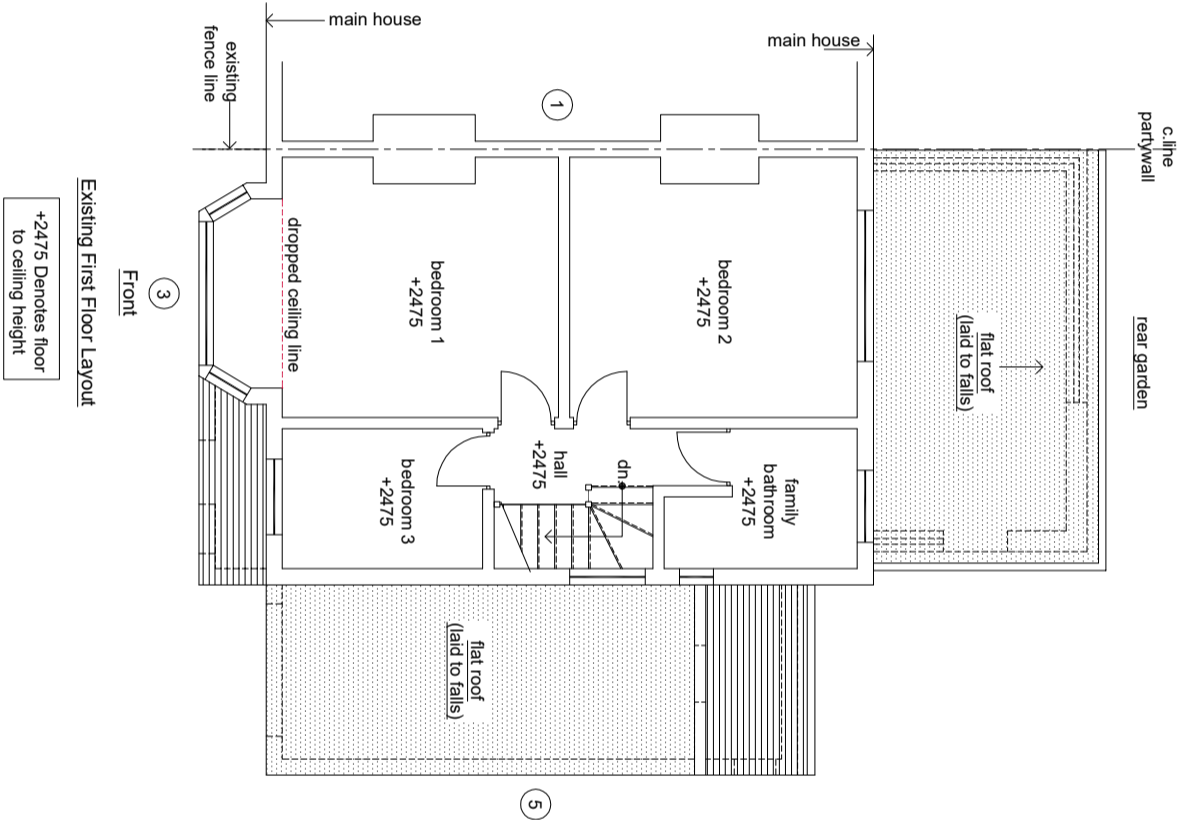 main house
main house
existing
fence line
1
c.line
partywall
rear garden
flat roof
(laid to falls)
bedroom 2
+2475
bedroom 1
+2475
dropped ceiling line
family
bathroom
+2475
dn.
hall
+2475
bedroom 3
+2475
flat roof
(laid to falls)
5
3
Front
Existing First Floor Layout
+2475 Denotes floor
to ceiling height